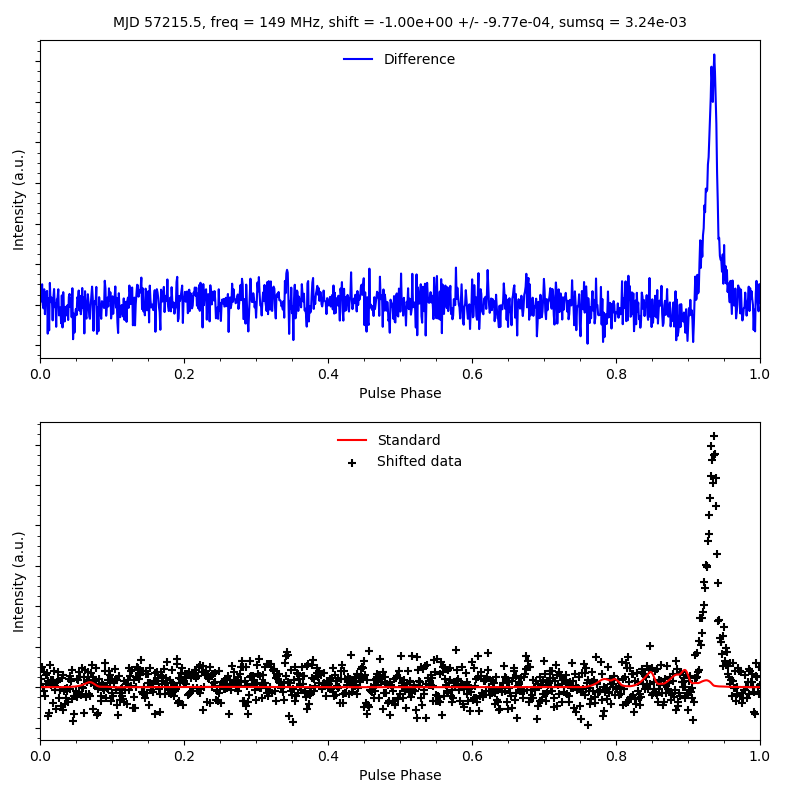 MJD 57215.5, freq = 149 MHz, shift = -1.00e+00 +/- -9.77e-04, sumsq = 3.24e-03
Difference
Intensity (a.u.)
0.0 0.2 0.4 0.6 0.8 1.0
Pulse Phase
Standard
Shifted data
Intensity (a.u.)
0.0 0.2 0.4 0.6 0.8 1.0
Pulse Phase